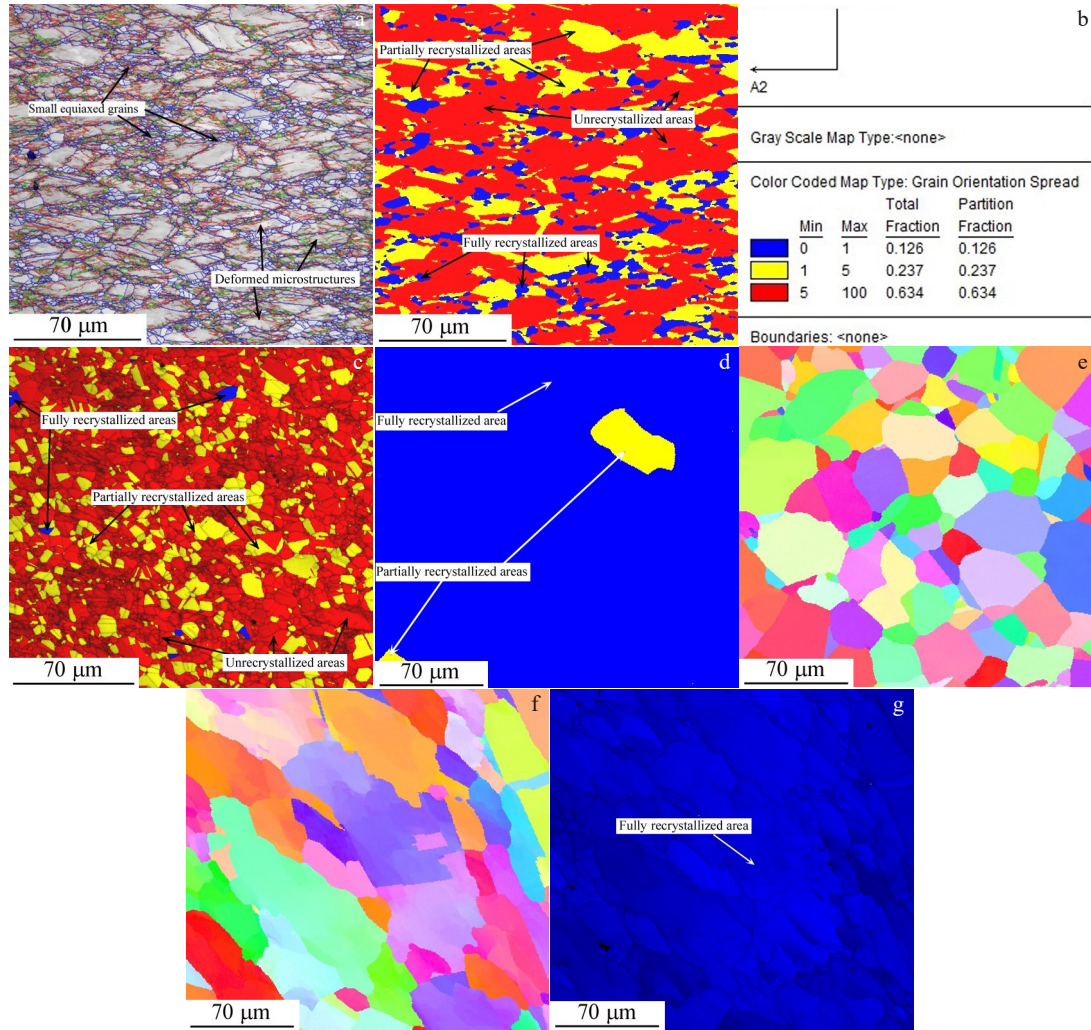 a
Small equiaxed grains
Deformed microstructures
70 μm
Partially recrystallized areas
Unrecrystallized areas
Fully recrystallized areas
70 μm
b
A2
Gray Scale Map Type:<none>
Color Coded Map Type: Grain Orientation Spread
Total Partition
Min Max Fraction Fraction
0 1 0.126 0.126
1 5 0.237 0.237
5 100 0.634 0.634
Boundaries: <none>
c
Fully recrystallized areas
Partially recrystallized areas
Unrecrystallized areas
70 μm
d
Fully recrystallized area
Partially recrystallized areas
70 μm
e
70 μm
f
70 μm
g
Fully recrystallized area
70 μm